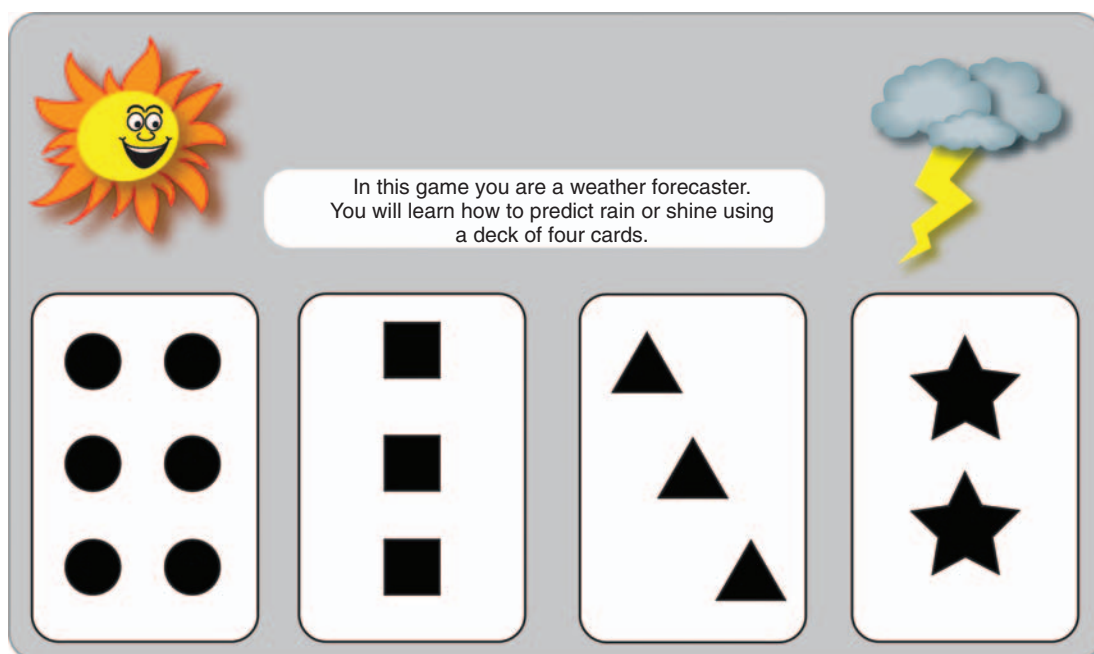 In this game you are a weather forecaster.
You will learn how to predict rain or shine using
a deck of four cards.